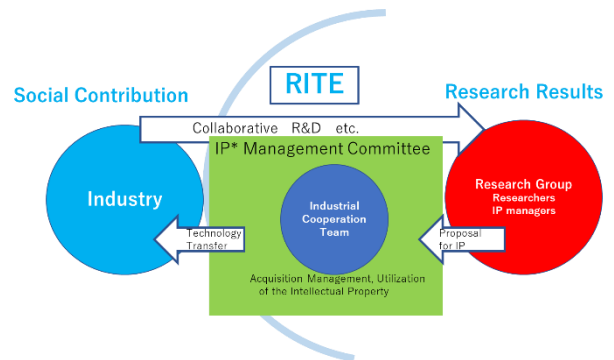 RITE
Social Contribution
Research Results
Collaborative R&D etc.
IP* Management Committee
Industry
Industrial
Cooperation
Team
Research Group
Researchers
IP managers
Technology
Transfer
Proposal
for IP
Acquisition Management, Utilization
of the Intellectual Property